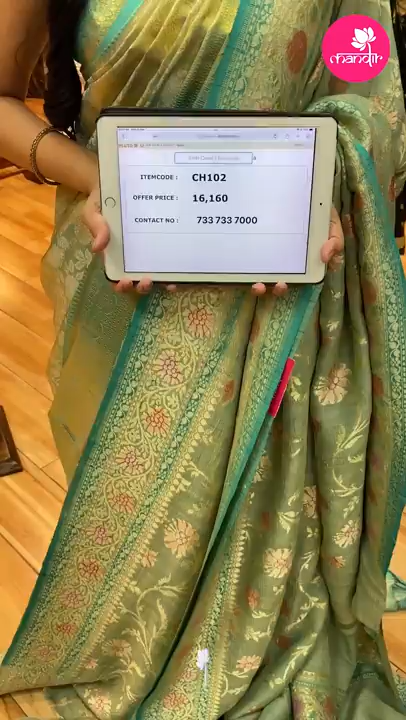 mandir
ITEMCODE : CH102
OFFER PRICE : 16,160
CONTACT NO : 733 733 7000